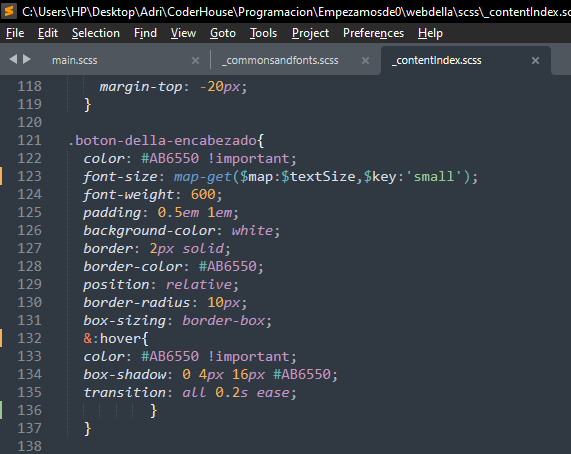 C:\Users\HP\Desktop\Adri\CoderHouse\Programacion\Empezamosde0\webdella\scss\_contentIndex.sc
File Edit Selection Find View Goto Tools Project Preferences Help
main.scss × _commonsandfonts.scss × _contentIndex.scss ×
118 margin-top: -20px;
119 }
120
121 .boton-della-encabezado{
122 color: #AB6550 !important;
123 font-size: map-get($map:$textSize,$key:'small');
124 font-weight: 600;
125 padding: 0.5em 1em;
126 background-color: white;
127 border: 2px solid;
128 border-color: #AB6550;
129 position: relative;
130 border-radius: 10px;
131 box-sizing: border-box;
132 &:hover{
133 color: #AB6550 !important;
134 box-shadow: 0 4px 16px #AB6550;
135 transition: all 0.2s ease;
136 }
137 }
138